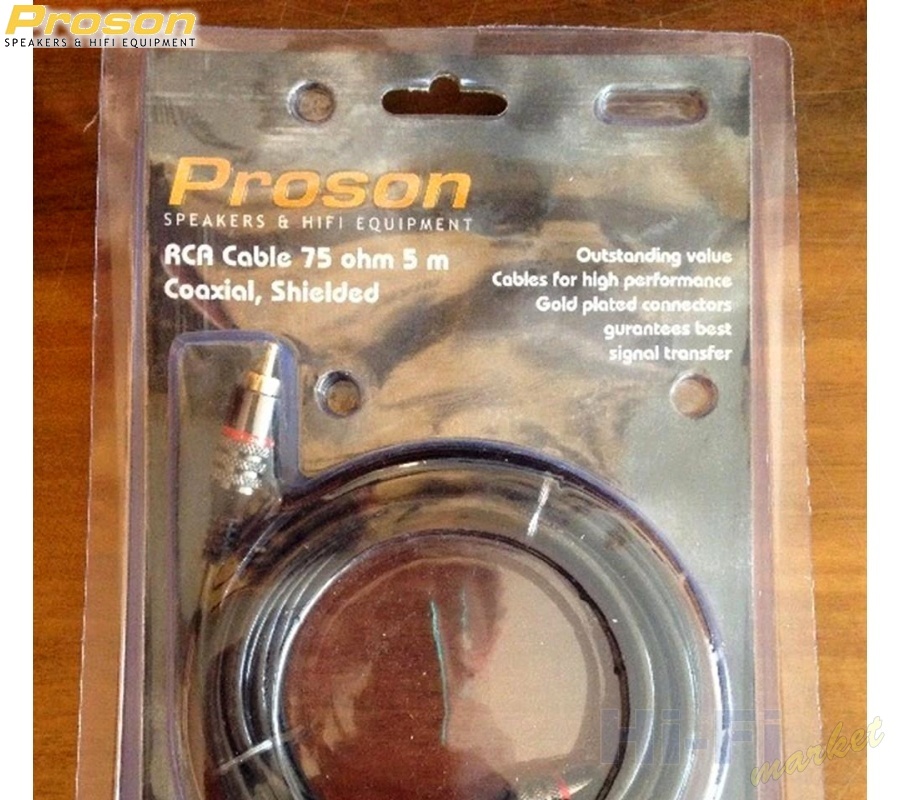 Proson
SPEAKERS & HIFI EQUIPMENT
Proson
SPEAKERS & HIFI EQUIPMENT
RCA Cable 75 ohm 5 m
Coaxial, Shielded
Outstanding value
Cables for high performance
Gold plated connectors
gurantees best
signal transfer
Hi-Fi
market